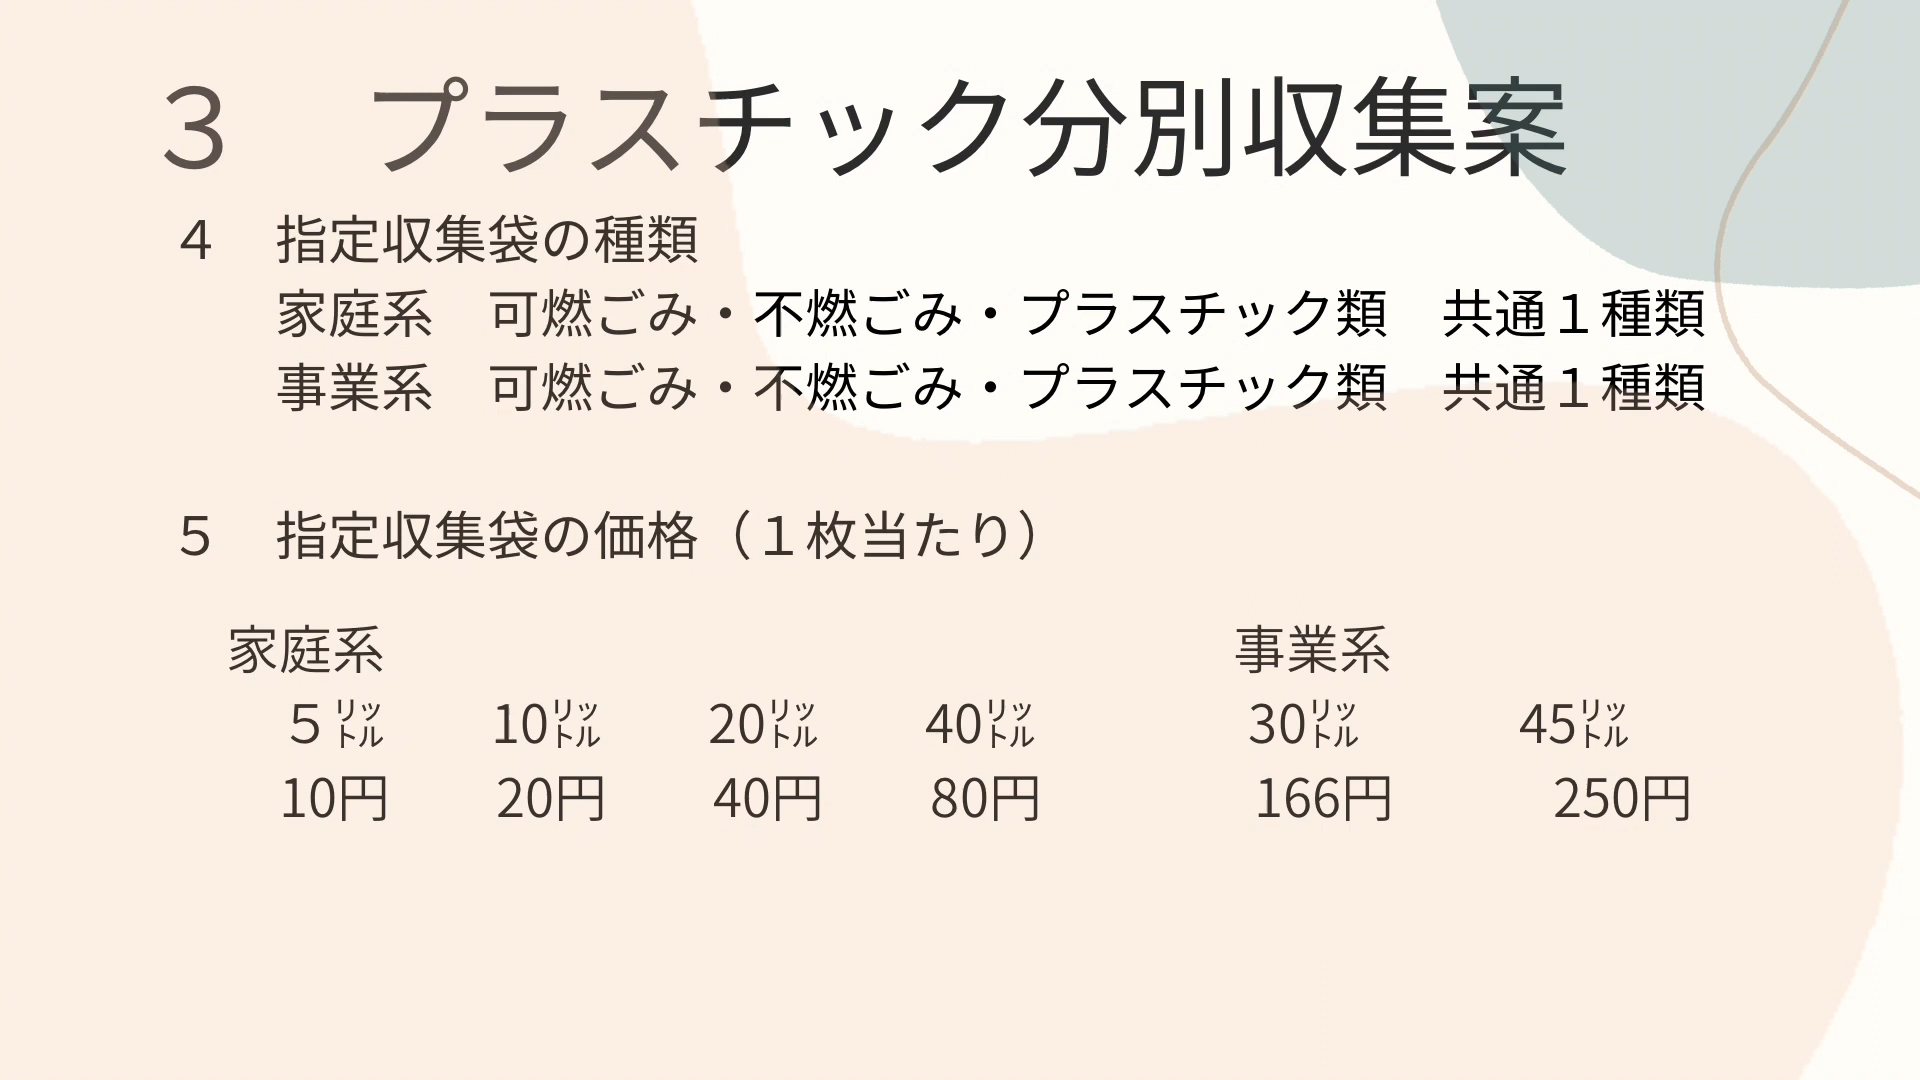 ３　プラスチック分別収集案
４　指定収集袋の種類
家庭系　可燃ごみ・不燃ごみ・プラスチック類　共通１種類
事業系　可燃ごみ・不燃ごみ・プラスチック類　共通１種類
５　指定収集袋の価格（１枚当たり）
家庭系　事業系
５㍑　10㍑　20㍑　40㍑　30㍑　45㍑
10円　20円　40円　80円　166円　250円